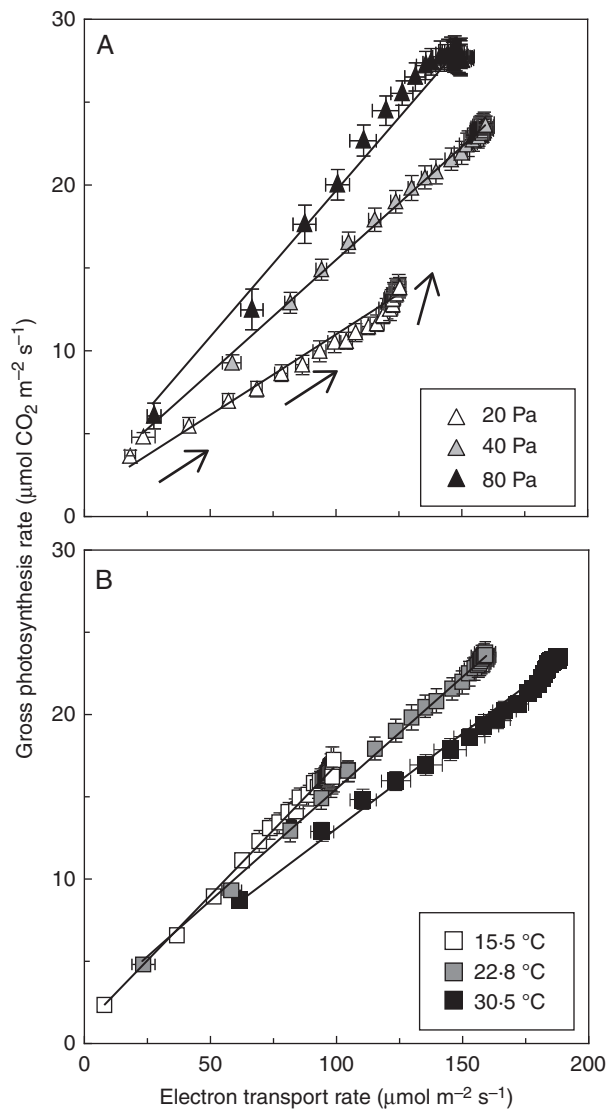 30
A
20
10
0
20 Pa
40 Pa
80 Pa
Gross photosynthesis rate (µmol CO₂ m⁻² s⁻¹)
30
B
20
10
0
15·5 °C
22·8 °C
30·5 °C
0 50 100 150 200
Electron transport rate (µmol m⁻² s⁻¹)